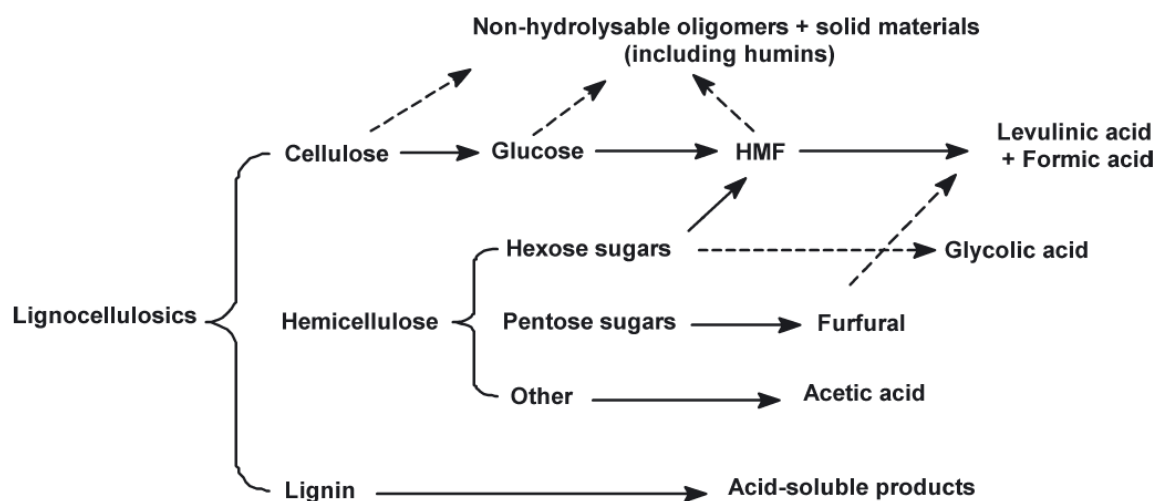 Non-hydrolysable oligomers + solid materials
(including humins)
Cellulose
Glucose
HMF
Levulinic acid
+ Formic acid
Hexose sugars
Glycolic acid
Lignocellulosics
Hemicellulose
Pentose sugars
Furfural
Other
Acetic acid
Lignin
Acid-soluble products